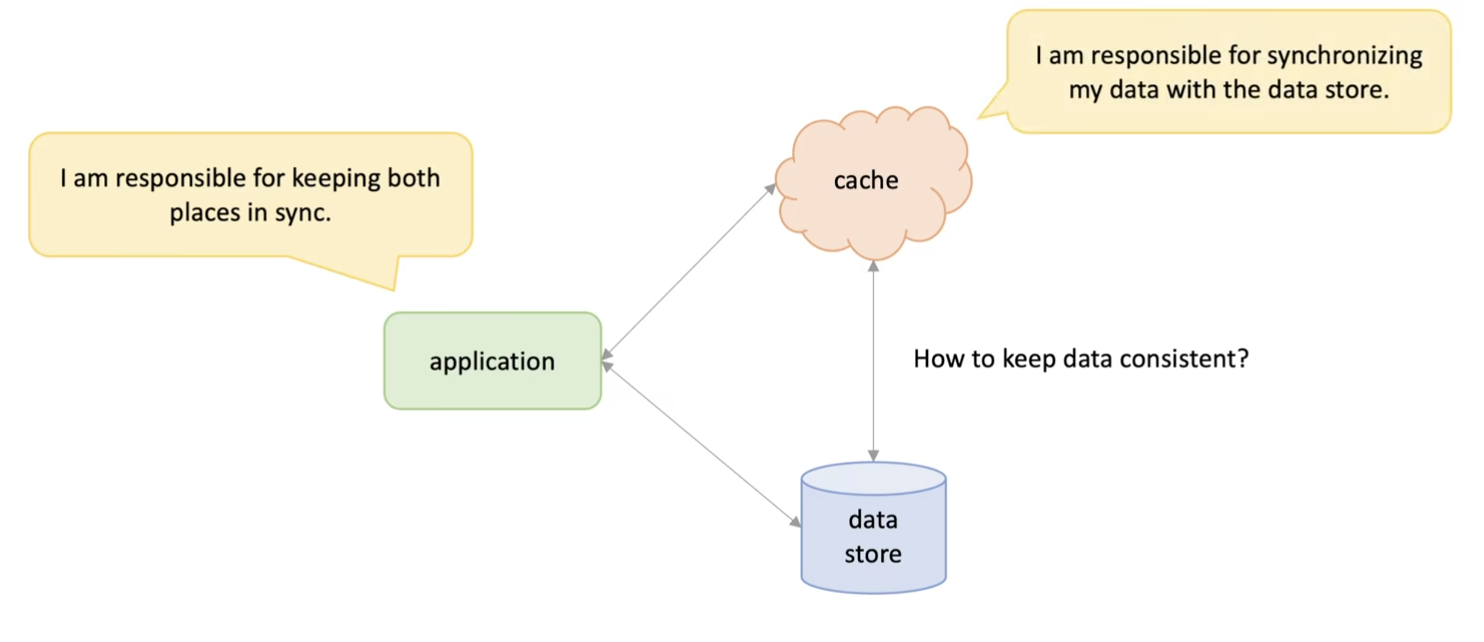 I am responsible for synchronizing
my data with the data store.
I am responsible for keeping both
places in sync.
cache
application
How to keep data consistent?
data
store